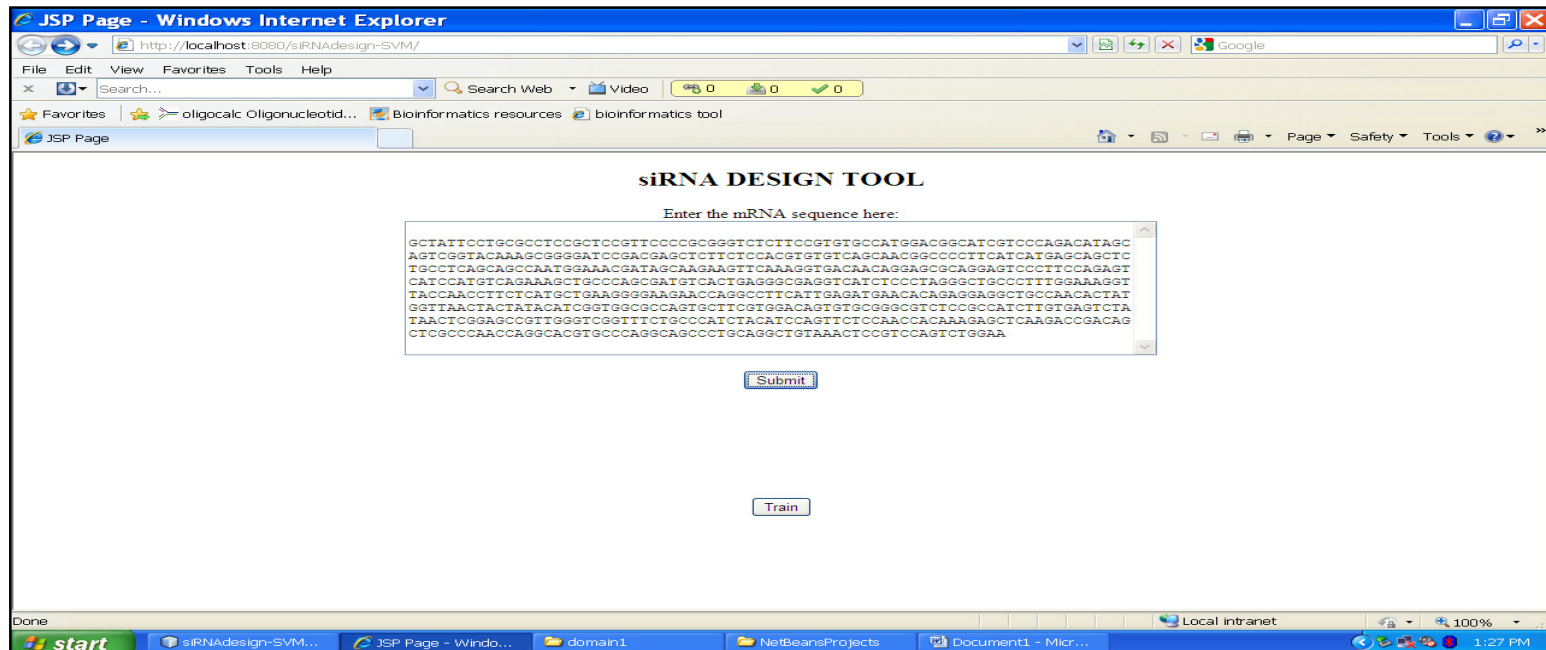 JSP Page - Windows Internet Explorer
http://localhost:8080/siRNAdesign-SVM/
Google
File Edit View Favorites Tools Help
Search...
Search Web
Video
0
0
0
Favorites
oligocalc Oligonucleotid...
Bioinformatics resources
bioinformatics tool
JSP Page
Page
Safety
Tools
siRNA DESIGN TOOL
Enter the mRNA sequence here:
GCTATTCCTGCGCCTCCGCTCCGTTCCCCGCGGGTCTCTTCCGTGTGCCATGGACGGCATCGTCCCAGACATAGC
AGTCGGTACAAAGCGGGGATCCGACGAGCTCTTCTCCACGTGTGTCAGCAACGGCCCCTTCATCATGAGCAGCTC
TGCCTCAGCAGCCAATGGAAACGATAGCAAGAAGTTCAAAGGTGACAACAGGAGCGCAGGAGTCCCTTCCAGAGT
CATCCATGTCAGAAAGCTGCCCAGCGATGTCACTGAGGGCGAGGTCATCTCCCTAGGGCTGCCCTTTGGAAAGGT
TACCAACCTTCTCATGCTGAAGGGGAAGAACCAGGCCTTCATTGAGATGAACACAGAGGAGGCTGCCAACACTAT
GGTTAACTACTATACATCGGTGGCGCCAGTGCTTCGTGGACAGTGTGCGGGCGTCTCCGCCATCTTGTGAGTCTA
TAACTCGGAGCCGTTGGGTCGGTTTCTGCCCATCTACATCCAGTTCTCCAACCACAAAGAGCTCAAGACCGACAG
CTCGCCCAACCAGGCACGTGCCCAGGCAGCCCTGCAGGCTGTAAACTCCGTCCAGTCTGGAA
Submit
Train
Done
Local intranet
100%
start
siRNAdesign-SVM...
JSP Page - Windo...
domain1
NetBeansProjects
Document1 - Micr...
1:27 PM